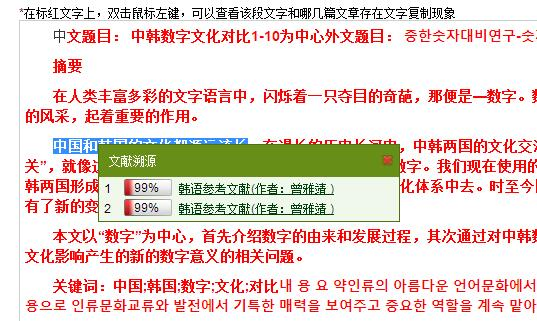 *在标红文字上，双击鼠标左键，可以查看该段文字和哪几篇文章存在文字复制现象
中文题目：中韩数字文化对比1-10为中心外文题目：중한숫자대비연구-숫
摘要
在人类丰富多彩的文字语言中，闪烁着一只夺目的奇葩，那便是—数字。数
的风采，起着重要的作用。
中国和韩国的文化都源远流长，在漫长的历史长河中，中韩两国的文化交流
关”，就像
数字。我们现在使用的
韩两国形成
化体系中去。时至今
有了新的变
文献溯源
1 99% 韩语参考文献(作者：曾雅清)
2 99% 韩语参考文献(作者：曾雅清)
本文以“数字”为中心，首先介绍数字的由来和发展过程，其次通过对中韩数
文化影响产生的新的数字意义的相关问题。
关键词：中国;韩国;数字;文化;对比내 용 요 약인류의 아름다운 언어문화에서
용으로 인류문화교류와 발전에서 기특한 매력을 보여주고 중요한 역할을 계속 맡아